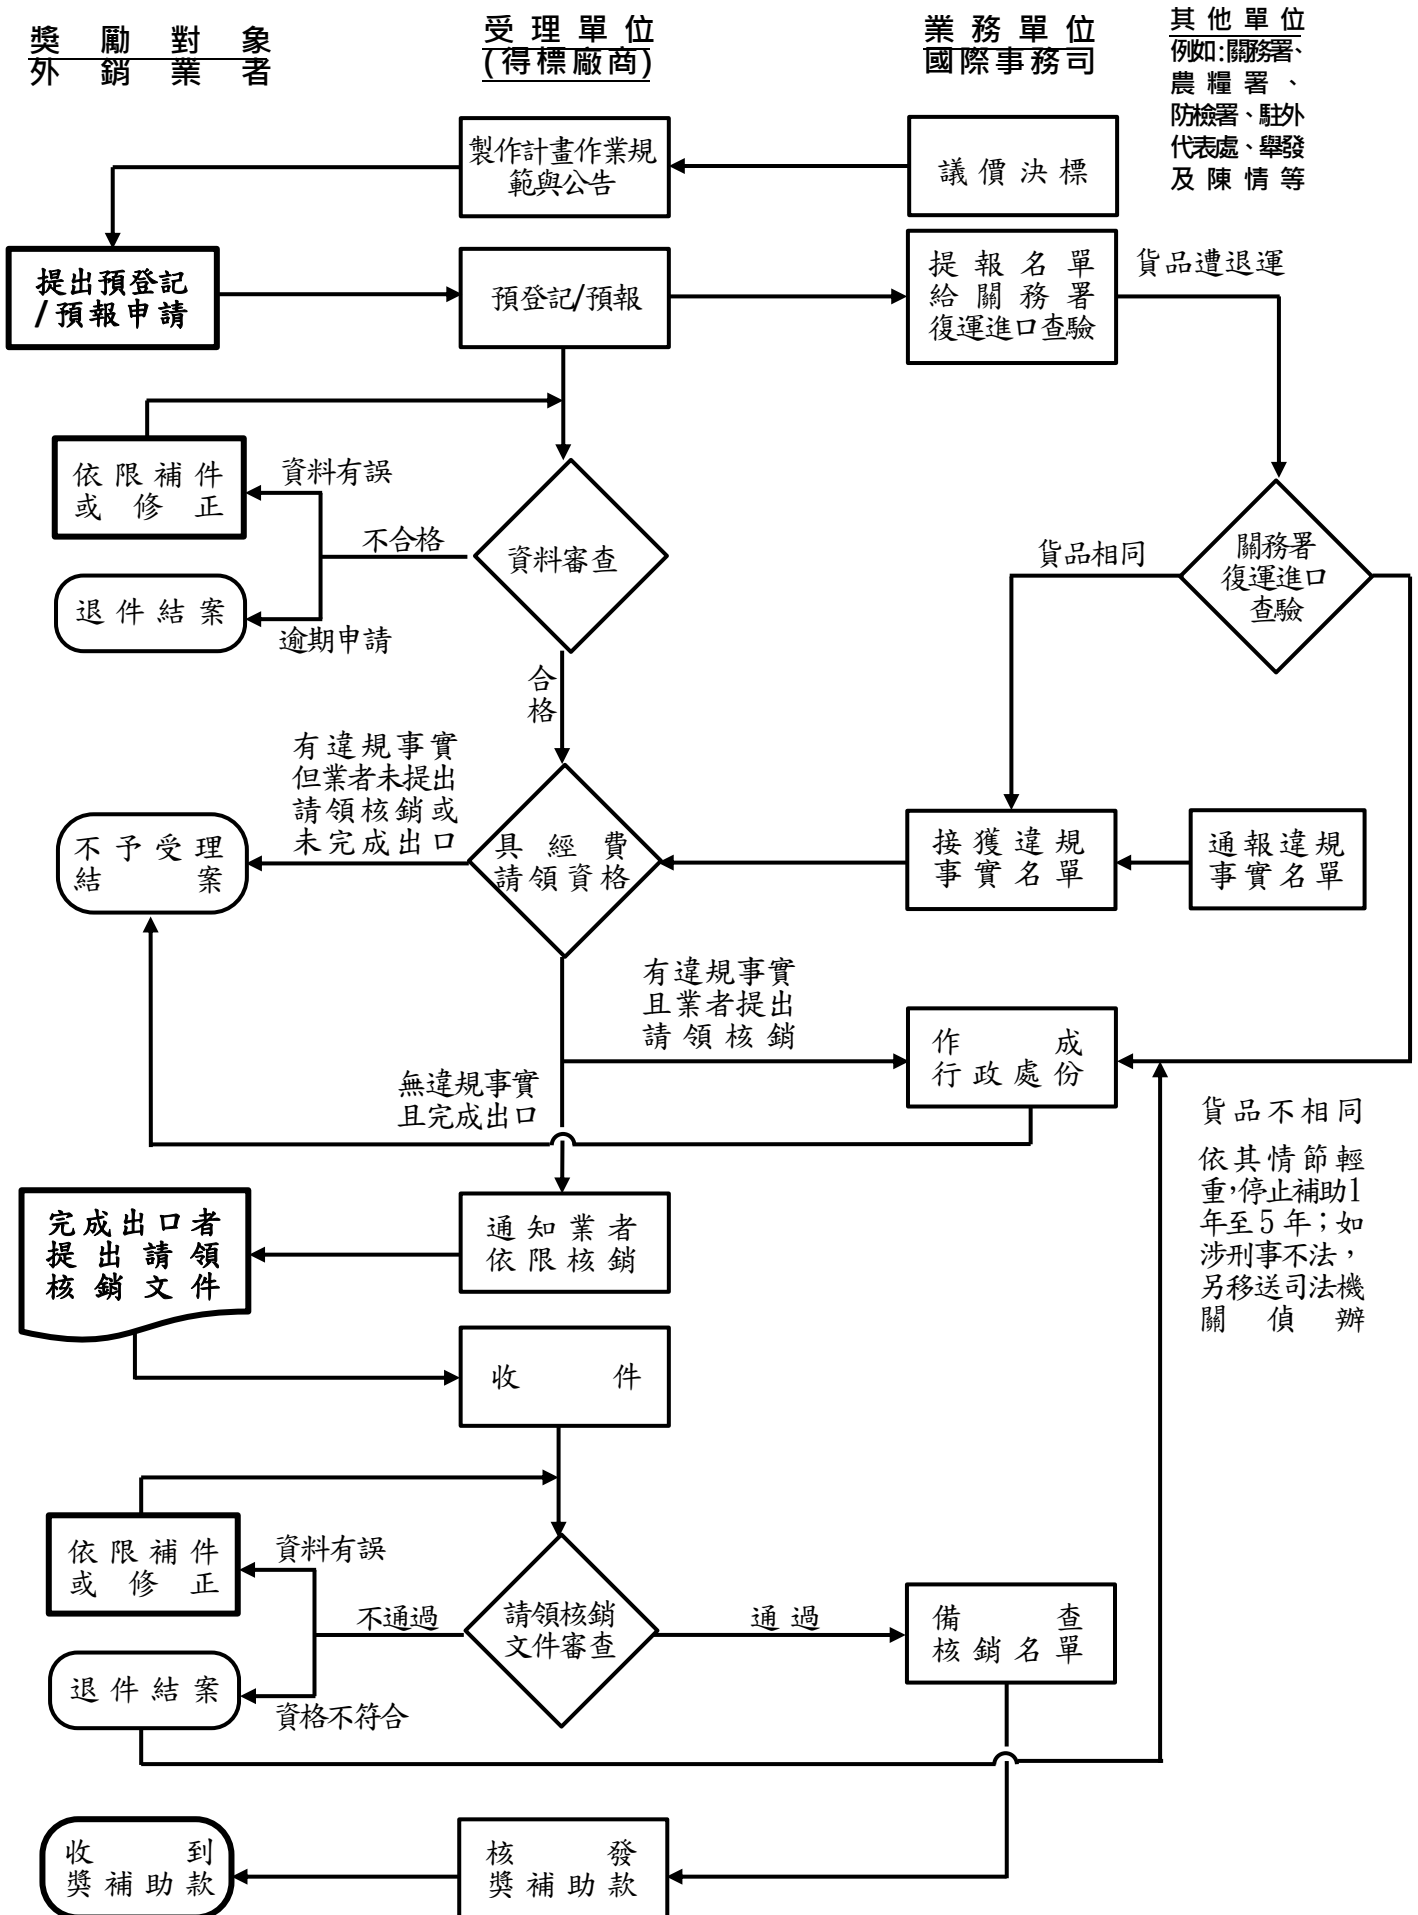 獎勵對象
外銷業者
受理單位
(得標廠商)
業務單位
國際事務司
其他單位
例如:關務署、
農糧署、
防檢署、駐外
代表處、舉發
及陳情等
製作計畫作業規
範與公告
議價決標
提出預登記
/預報申請
預登記/預報
提報名單
給關務署
復運進口查驗
貨品遭退運
依限補件
或修正
資料有誤
不合格
資料審查
退件結案
逾期申請
貨品相同
關務署
復運進口
查驗
合
格
有違規事實
但業者未提出
請領核銷或
未完成出口
不予受理
結案
具經費
請領資格
接獲違規
事實名單
通報違規
事實名單
有違規事實
且業者提出
請領核銷
作成
行政處份
無違規事實
且完成出口
貨品不相同
依其情節輕
重,停止補助1
年至5年;如
涉刑事不法,
另移送司法機
關偵辦
完成出口者
提出請領
核銷文件
通知業者
依限核銷
收件
依限補件
或修正
資料有誤
不通過
請領核銷
文件審查
通過
備查
核銷名單
退件結案
資格不符合
收到
獎補助款
核發
獎補助款